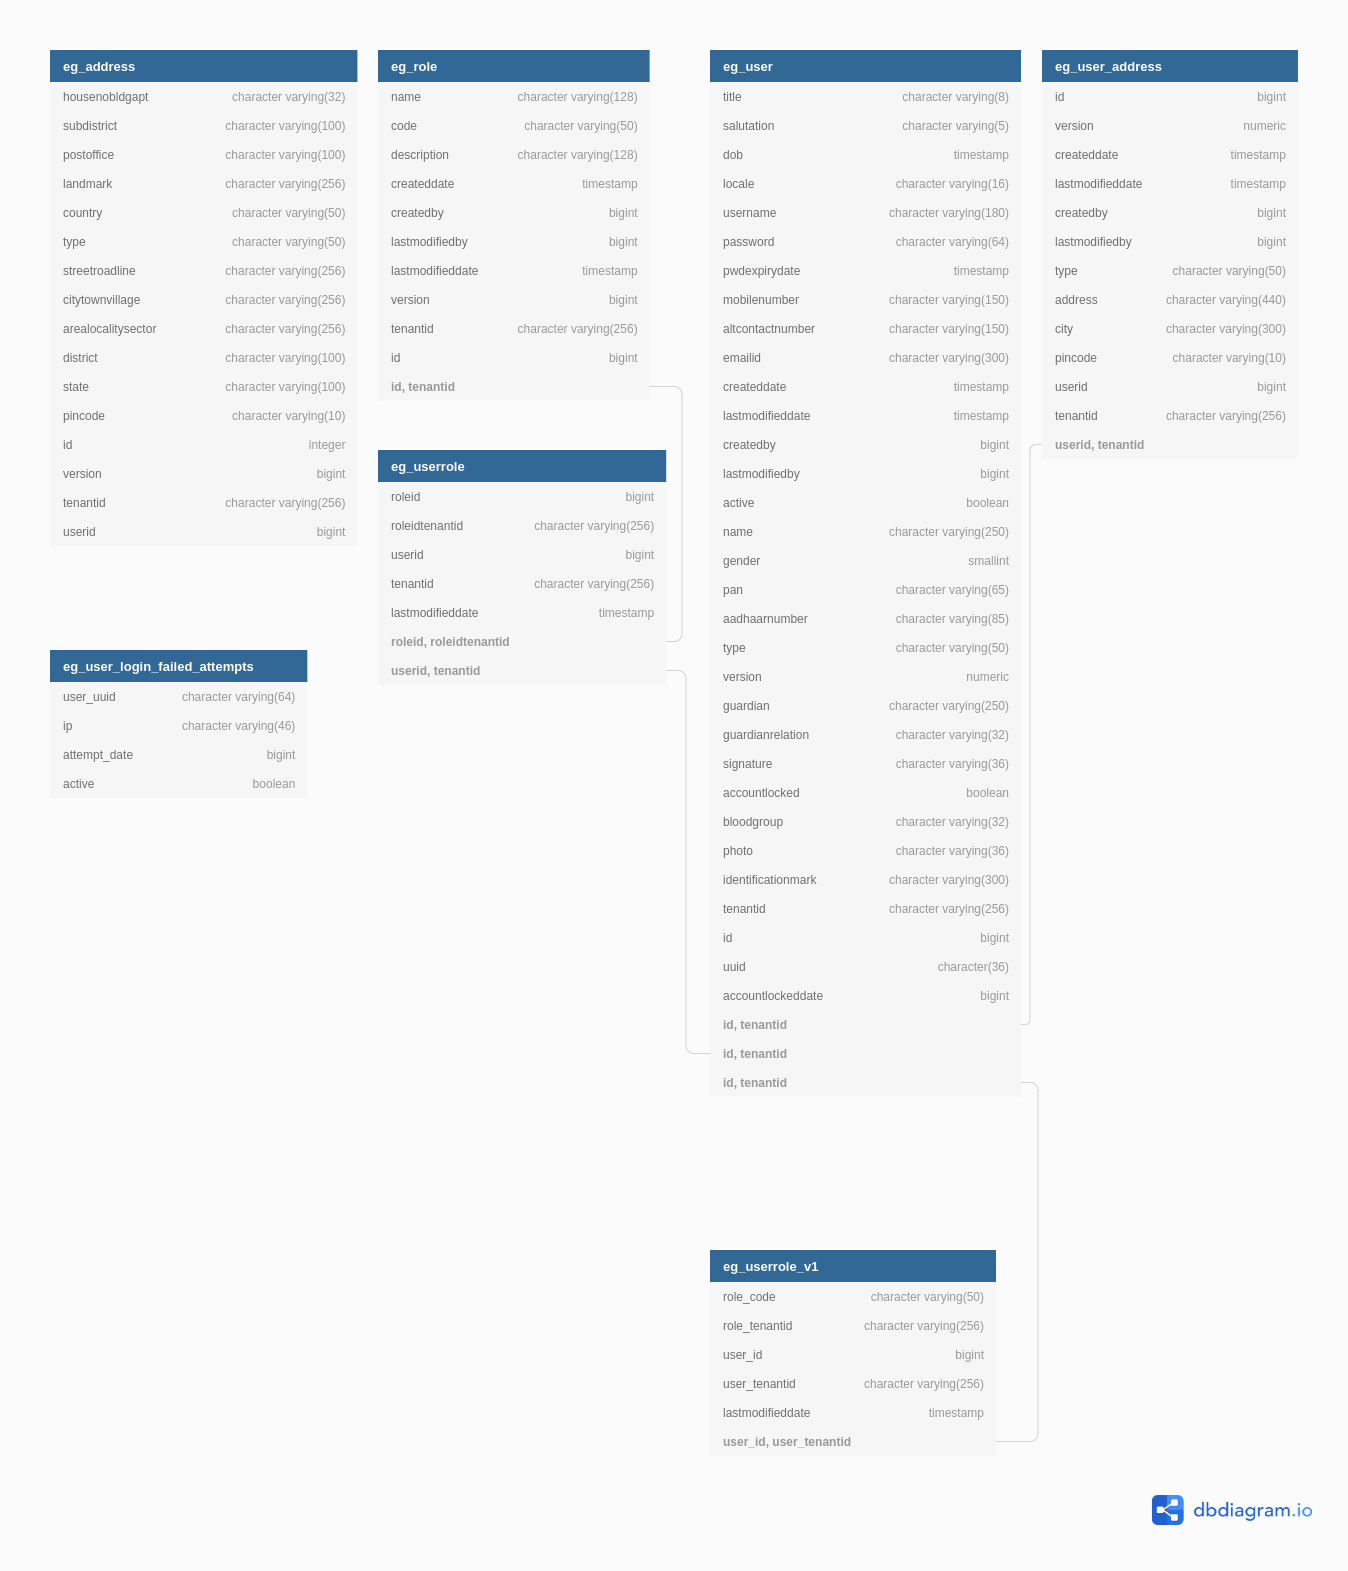 eg_address
housenobldgapt character varying(32)
subdistrict character varying(100)
postoffice character varying(100)
landmark character varying(256)
country character varying(50)
type character varying(50)
streetroadline character varying(256)
citytownvillage character varying(256)
arealocalitysector character varying(256)
district character varying(100)
state character varying(100)
pincode character varying(10)
id integer
version bigint
tenantid character varying(256)
userid bigint
eg_role
name character varying(128)
code character varying(50)
description character varying(128)
createddate timestamp
createdby bigint
lastmodifiedby bigint
lastmodifieddate timestamp
version bigint
tenantid character varying(256)
id bigint
id, tenantid
eg_userrole
roleid bigint
roleidtenantid character varying(256)
userid bigint
tenantid character varying(256)
lastmodifieddate timestamp
roleid, roleidtenantid
userid, tenantid
eg_user_login_failed_attempts
user_uuid character varying(64)
ip character varying(46)
attempt_date bigint
active boolean
eg_user
title character varying(8)
salutation character varying(5)
dob timestamp
locale character varying(16)
username character varying(180)
password character varying(64)
pwdexpirydate timestamp
mobilenumber character varying(150)
altcontactnumber character varying(150)
emailid character varying(300)
createddate timestamp
lastmodifieddate timestamp
createdby bigint
lastmodifiedby bigint
active boolean
name character varying(250)
gender smallint
pan character varying(65)
aadhaarnumber character varying(85)
type character varying(50)
version numeric
guardian character varying(250)
guardianrelation character varying(32)
signature character varying(36)
accountlocked boolean
bloodgroup character varying(32)
photo character varying(36)
identificationmark character varying(300)
tenantid character varying(256)
id bigint
uuid character(36)
accountlockeddate bigint
id, tenantid
id, tenantid
id, tenantid
eg_user_address
id bigint
version numeric
createddate timestamp
lastmodifieddate timestamp
createdby bigint
lastmodifiedby bigint
type character varying(50)
address character varying(440)
city character varying(300)
pincode character varying(10)
userid bigint
tenantid character varying(256)
userid, tenantid
eg_userrole_v1
role_code character varying(50)
role_tenantid character varying(256)
user_id bigint
user_tenantid character varying(256)
lastmodifieddate timestamp
user_id, user_tenantid
dbdiagram.io